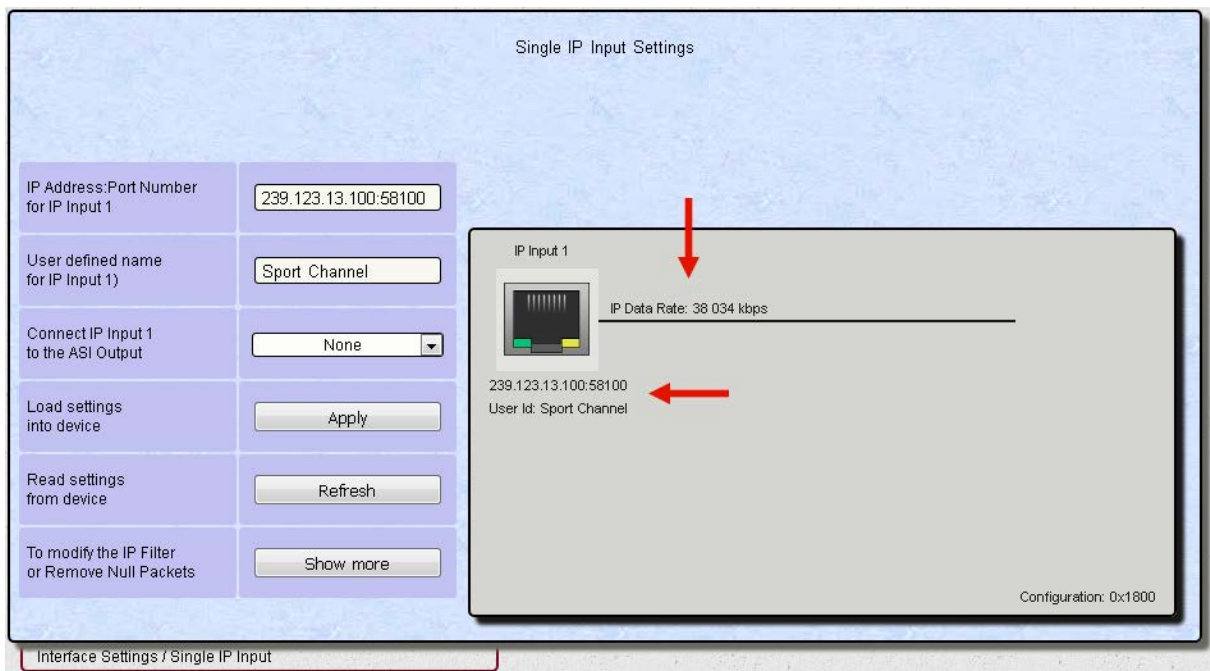 Single IP Input Settings
IP Address:Port Number
for IP Input 1
239.123.13.100:58100
User defined name
for IP Input 1)
Sport Channel
Connect IP Input 1
to the ASI Output
None
Load settings
into device
Apply
Read settings
from device
Refresh
To modify the IP Filter
or Remove Null Packets
Show more
IP Input 1
IP Data Rate: 38 034 kbps
239.123.13.100:58100
User Id: Sport Channel
Configuration: 0x1800
Interface Settings / Single IP Input